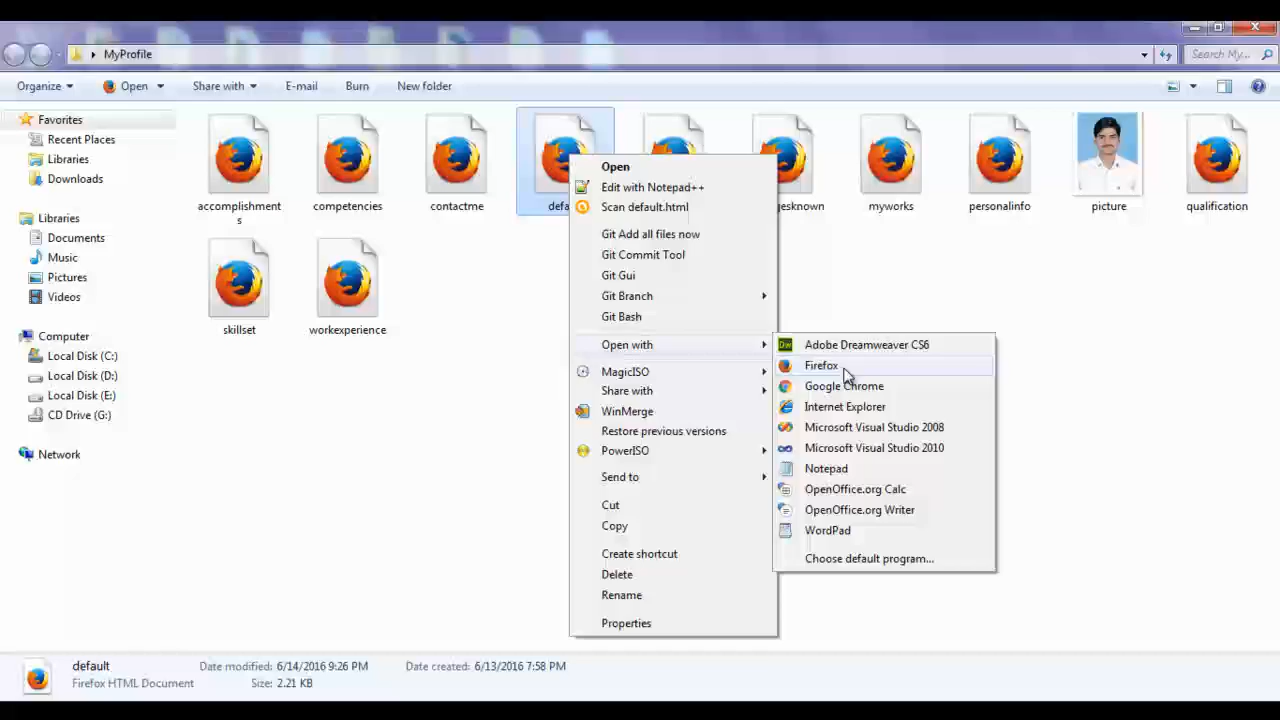 MyProfile
Search My...
Organize
Open
Share with
E-mail
Burn
New folder
Favorites
Recent Places
Libraries
Downloads
Libraries
Documents
Music
Pictures
Videos
Computer
Local Disk (C:)
Local Disk (D:)
Local Disk (E:)
CD Drive (G:)
Network
accomplishment
s
competencies
contactme
defa
gesknown
myworks
personalinfo
picture
qualification
skillset
workexperience
Open
Edit with Notepad++
Scan default.html
Git Add all files now
Git Commit Tool
Git Gui
Git Branch
Git Bash
Open with
MagicISO
Share with
WinMerge
Restore previous versions
PowerISO
Send to
Cut
Copy
Create shortcut
Delete
Rename
Properties
Dw Adobe Dreamweaver CS6
Firefox
Google Chrome
Internet Explorer
Microsoft Visual Studio 2008
Microsoft Visual Studio 2010
Notepad
OpenOffice.org Calc
OpenOffice.org Writer
WordPad
Choose default program...
default Date modified: 6/14/2016 9:26 PM Date created: 6/13/2016 7:58 PM
Firefox HTML Document Size: 2.21 KB